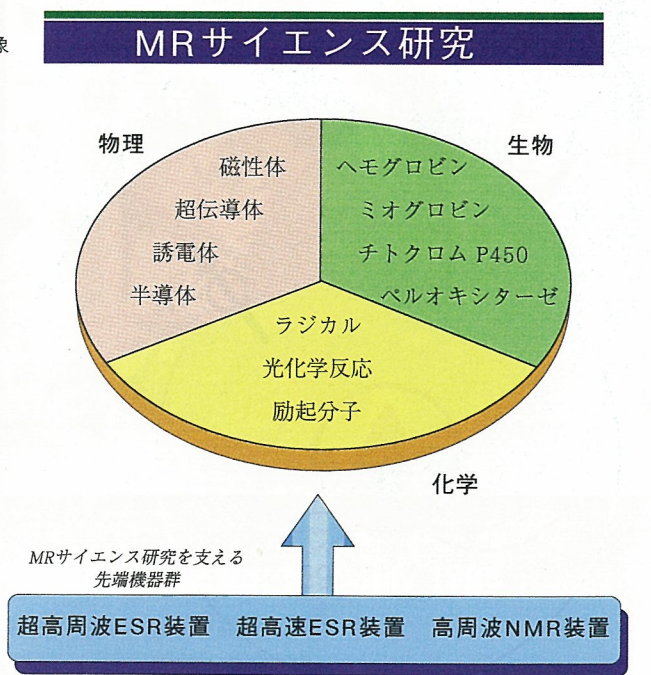 象
MRサイエンス研究
物理
磁性体
超伝導体
誘電体
半導体
生物
ヘモグロビン
ミオグロビン
チトクロム P450
ペルオキシターゼ
ラジカル
光化学反応
励起分子
化学
MRサイエンス研究を支える
先端機器群
超高周波ESR装置 超高速ESR装置 高周波NMR装置